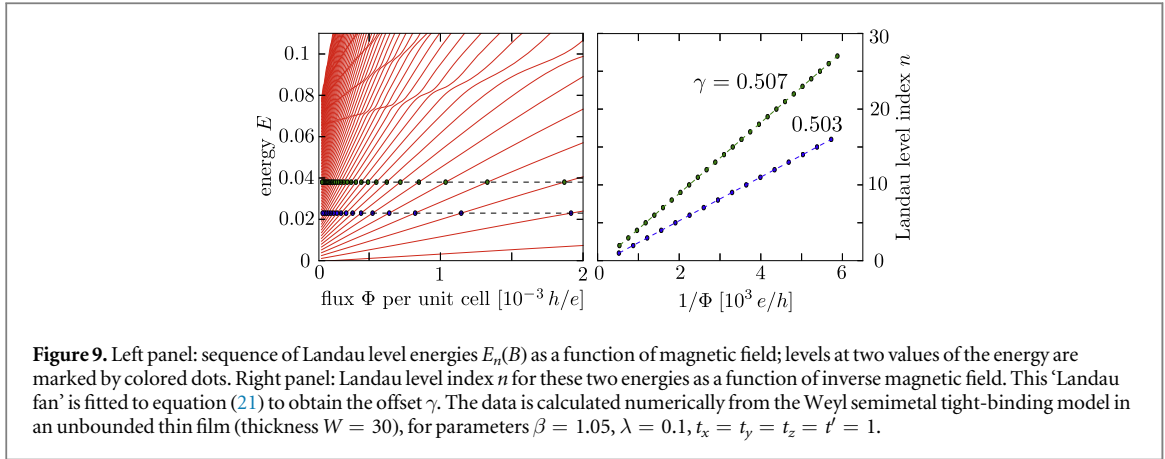 0.1
0.08
0.06
0.04
0.02
0
energy E
0 1 2
flux Φ per unit cell [10⁻³ h/e]
γ = 0.507
0.503
30
20
10
0
Landau level index n
0 2 4 6
1/Φ [10³ e/h]
Figure 9. Left panel: sequence of Landau level energies Eₙ(B) as a function of magnetic field; levels at two values of the energy are
marked by colored dots. Right panel: Landau level index n for these two energies as a function of inverse magnetic field. This ‘Landau
fan’ is fitted to equation (21) to obtain the offset γ. The data is calculated numerically from the Weyl semimetal tight-binding model in
an unbounded thin film (thickness W = 30), for parameters β = 1.05, λ = 0.1, tₓ = t_y = t_z = t′ = 1.